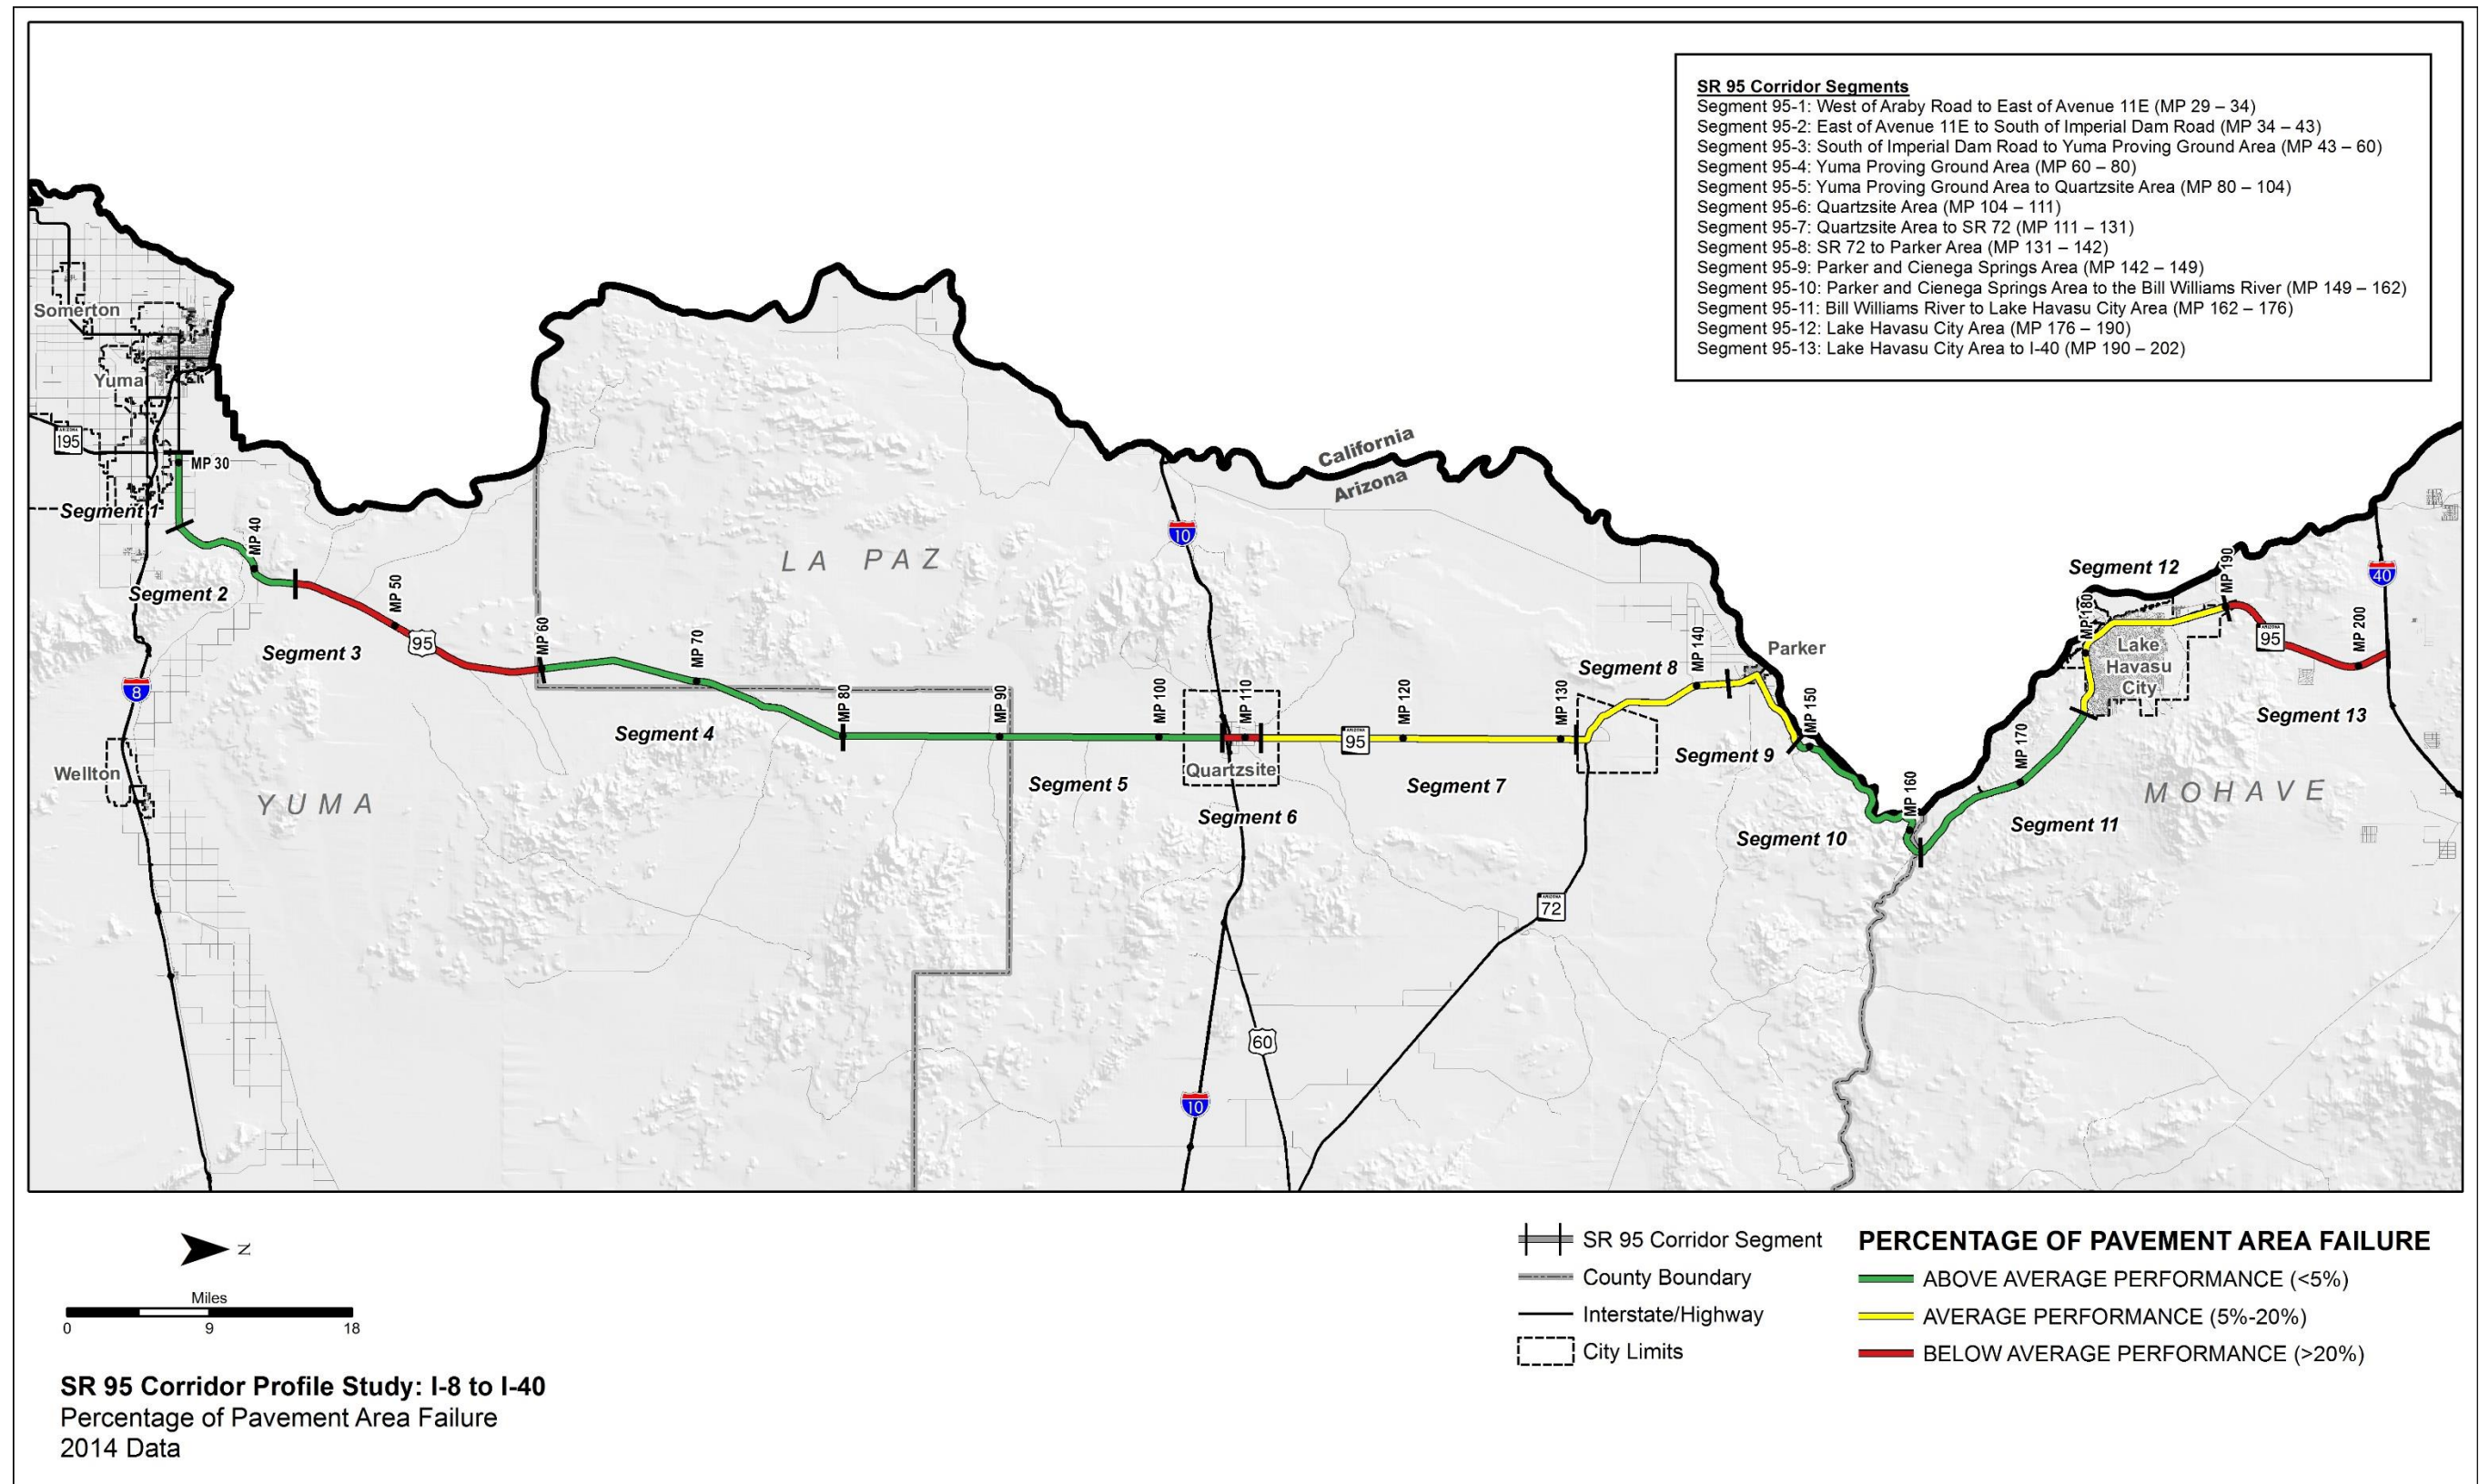 SR 95 Corridor Segments
Segment 95-1: West of Araby Road to East of Avenue 11E (MP 29 – 34)
Segment 95-2: East of Avenue 11E to South of Imperial Dam Road (MP 34 – 43)
Segment 95-3: South of Imperial Dam Road to Yuma Proving Ground Area (MP 43 – 60)
Segment 95-4: Yuma Proving Ground Area (MP 60 – 80)
Segment 95-5: Yuma Proving Ground Area to Quartzsite Area (MP 80 – 104)
Segment 95-6: Quartzsite Area (MP 104 – 111)
Segment 95-7: Quartzsite Area to SR 72 (MP 111 – 131)
Segment 95-8: SR 72 to Parker Area (MP 131 – 142)
Segment 95-9: Parker and Cienega Springs Area (MP 142 – 149)
Segment 95-10: Parker and Cienega Springs Area to the Bill Williams River (MP 149 – 162)
Segment 95-11: Bill Williams River to Lake Havasu City Area (MP 162 – 176)
Segment 95-12: Lake Havasu City Area (MP 176 – 190)
Segment 95-13: Lake Havasu City Area to I-40 (MP 190 – 202)
Somerton
Yuma
ARIZONA
195
MP 30
Segment 1
MP 40
Segment 2
MP 50
95
Segment 3
8
Wellton
YUMA
MP 60
LA PAZ
MP 70
Segment 4
MP 80
MP 90
Segment 5
MP 100
10
MP 110
Quartzsite
Segment 6
60
10
California
Arizona
ARIZONA
95
MP 120
Segment 7
MP 130
ARIZONA
72
Segment 8
MP 140
Parker
Segment 9
MP 150
Segment 10
MP 160
MP 170
Segment 11
MOHAVE
Segment 12
MP 180
Lake
Havasu
City
MP 190
ARIZONA
95
MP 200
Segment 13
40
N
Miles
0 9 18
SR 95 Corridor Profile Study: I-8 to I-40
Percentage of Pavement Area Failure
2014 Data
SR 95 Corridor Segment
County Boundary
Interstate/Highway
City Limits
PERCENTAGE OF PAVEMENT AREA FAILURE
ABOVE AVERAGE PERFORMANCE (<5%)
AVERAGE PERFORMANCE (5%-20%)
BELOW AVERAGE PERFORMANCE (>20%)